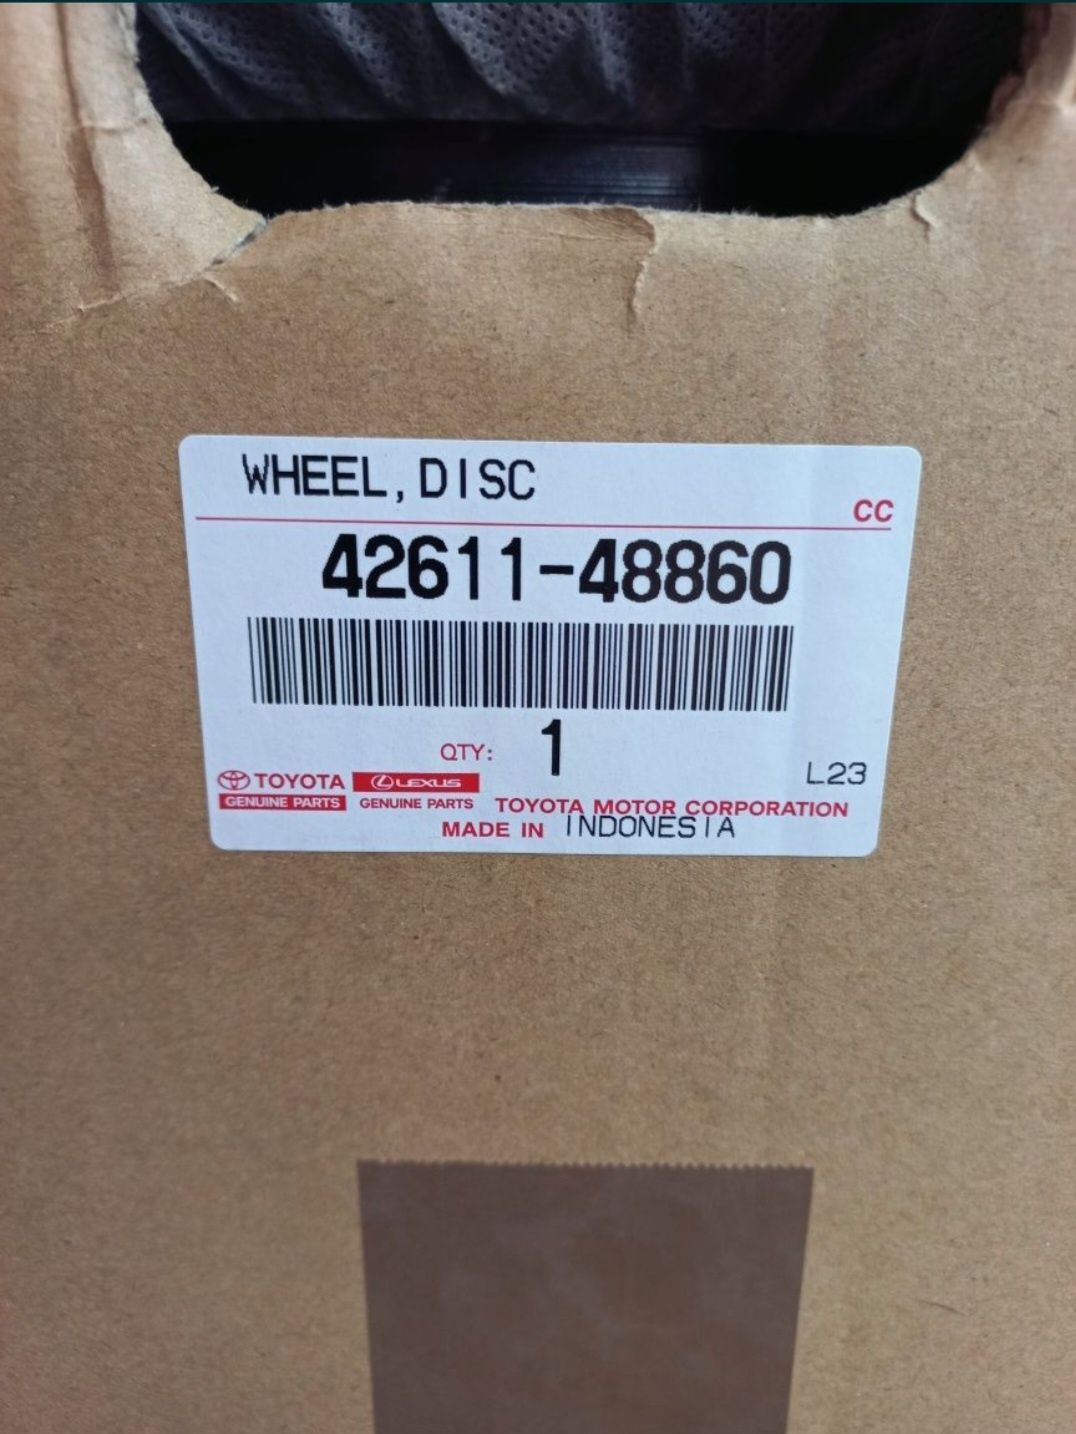 WHEEL, DISC
CC
42611-48860
QTY: 1
L23
TOYOTA LEXUS
GENUINE PARTS GENUINE PARTS TOYOTA MOTOR CORPORATION
MADE IN INDONESIA